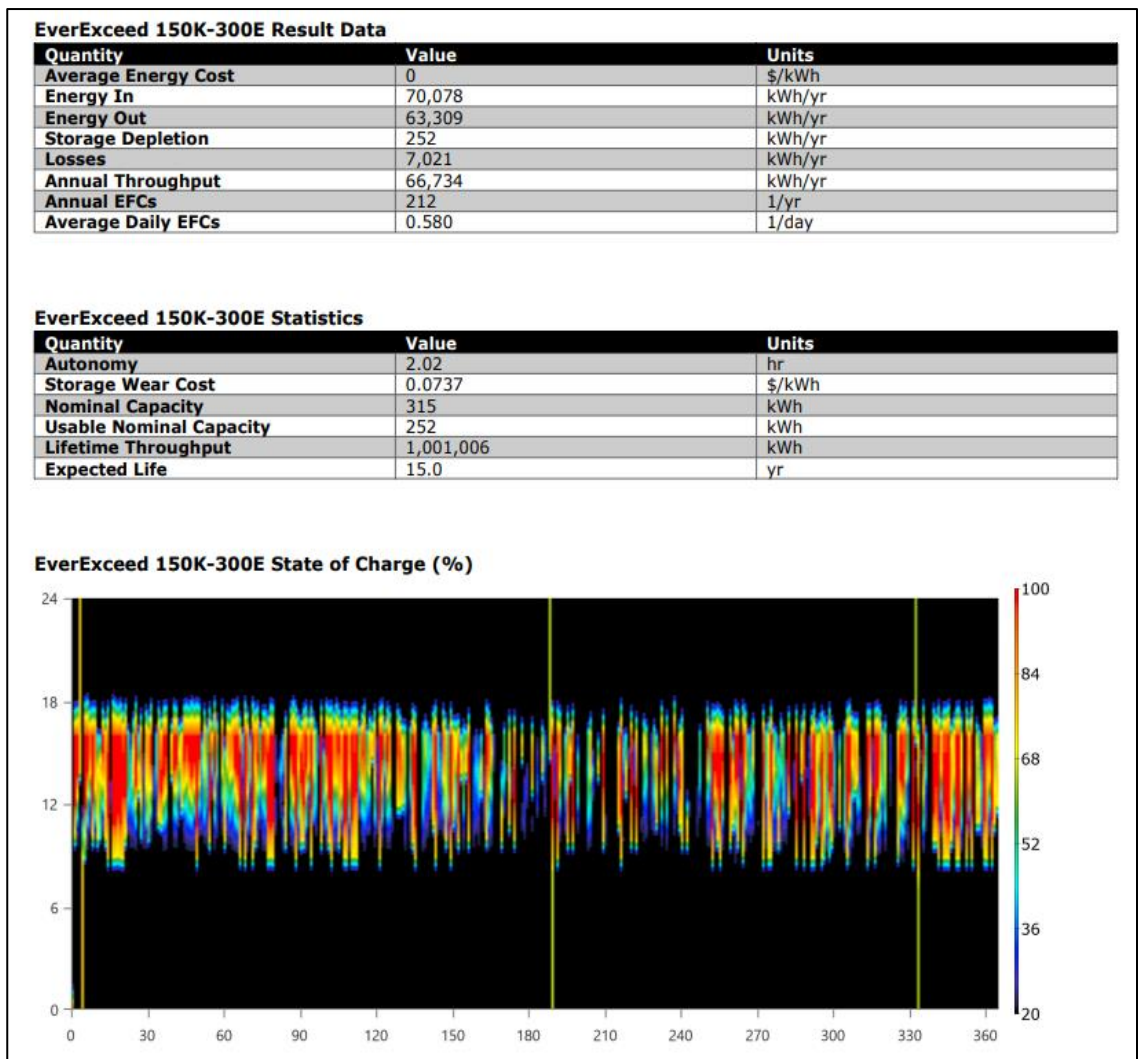 EverExceed 150K-300E Result Data
Quantity Value Units
Average Energy Cost 0 $/kWh
Energy In 70,078 kWh/yr
Energy Out 63,309 kWh/yr
Storage Depletion 252 kWh/yr
Losses 7,021 kWh/yr
Annual Throughput 66,734 kWh/yr
Annual EFCs 212 1/yr
Average Daily EFCs 0.580 1/day
EverExceed 150K-300E Statistics
Quantity Value Units
Autonomy 2.02 hr
Storage Wear Cost 0.0737 $/kWh
Nominal Capacity 315 kWh
Usable Nominal Capacity 252 kWh
Lifetime Throughput 1,001,006 kWh
Expected Life 15.0 yr
EverExceed 150K-300E State of Charge (%)
24
18
12
6
0
0 30 60 90 120 150 180 210 240 270 300 330 360
100
84
68
52
36
20